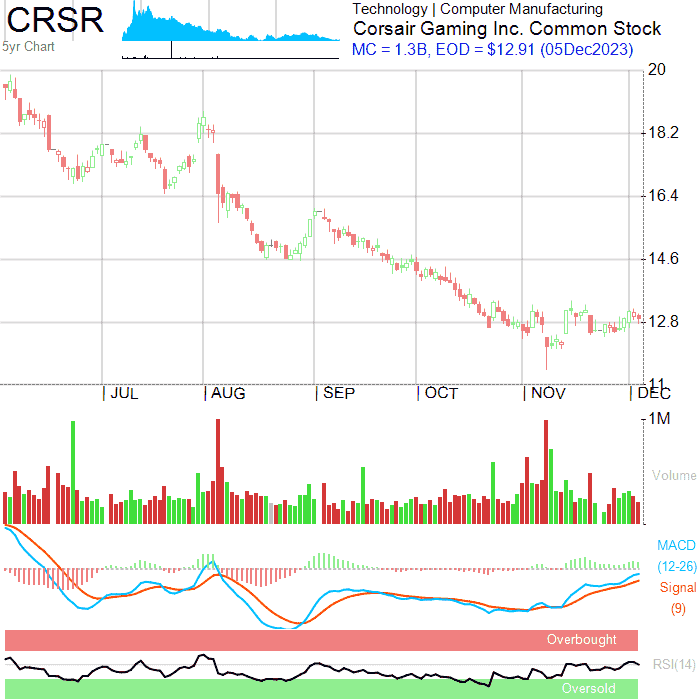 CRSR
5yr Chart
Technology | Computer Manufacturing
Corsair Gaming Inc. Common Stock
MC = 1.3B, EOD = $12.91 (05Dec2023)
20
18.2
16.4
14.6
12.8
11
JUL AUG SEP OCT NOV DEC
1M
Volume
MACD
(12-26)
Signal
(9)
Overbought
RSI(14)
Oversold